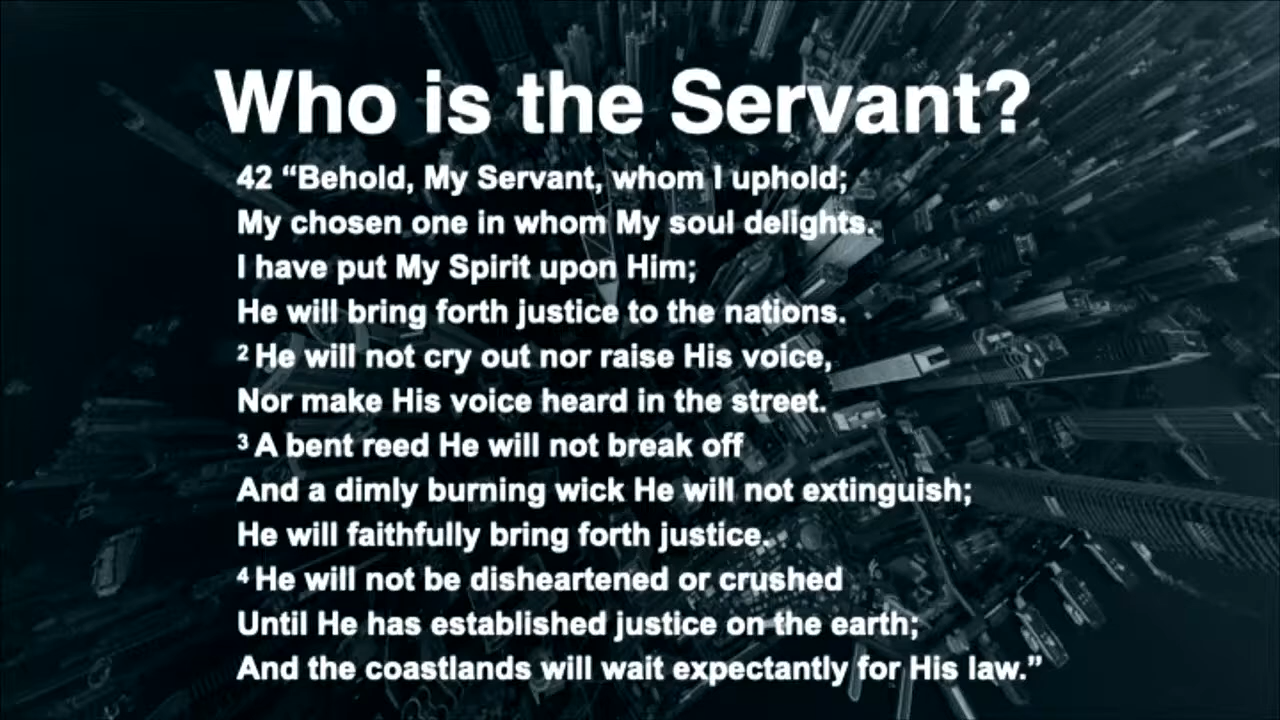 Who is the Servant?
42 “Behold, My Servant, whom I uphold;
My chosen one in whom My soul delights.
I have put My Spirit upon Him;
He will bring forth justice to the nations.
² He will not cry out nor raise His voice,
Nor make His voice heard in the street.
³ A bent reed He will not break off
And a dimly burning wick He will not extinguish;
He will faithfully bring forth justice.
⁴ He will not be disheartened or crushed
Until He has established justice on the earth;
And the coastlands will wait expectantly for His law.”